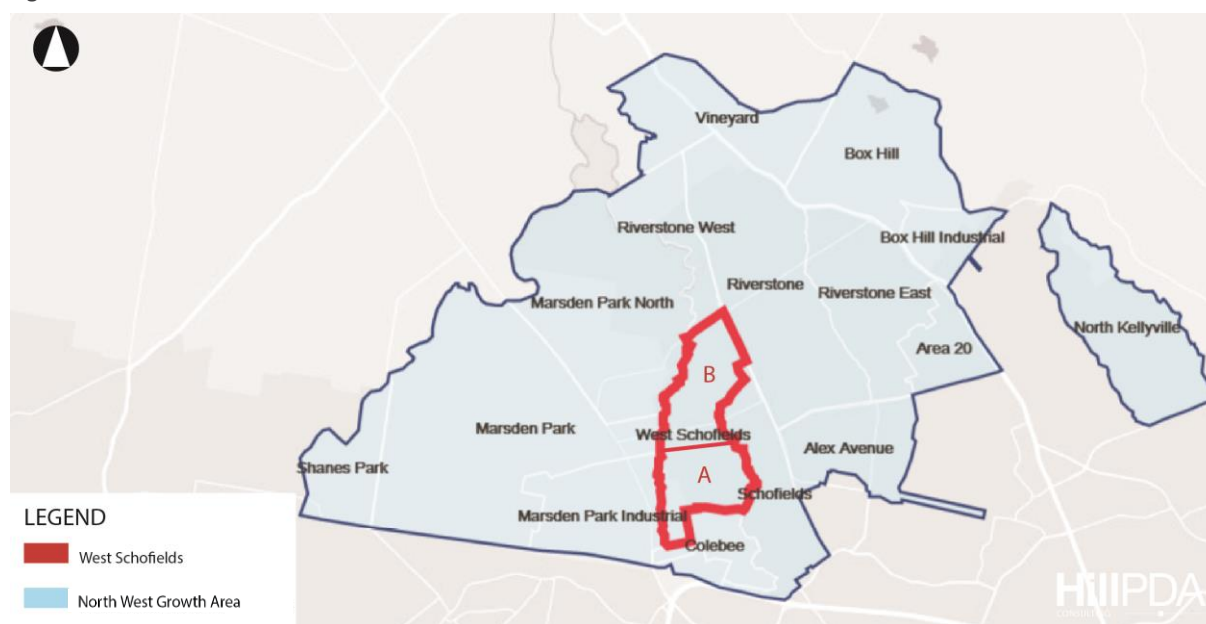 Vineyard
Box Hill
Riverstone West
Box Hill Industrial
Riverstone
Riverstone East
Marsden Park North
North Kellyville
Area 20
B
Marsden Park
West Schofields
Alex Avenue
Shanes Park
A
Schofields
Marsden Park Industrial
Colebee
LEGEND
West Schofields
North West Growth Area
HillPDA
CONSULTING